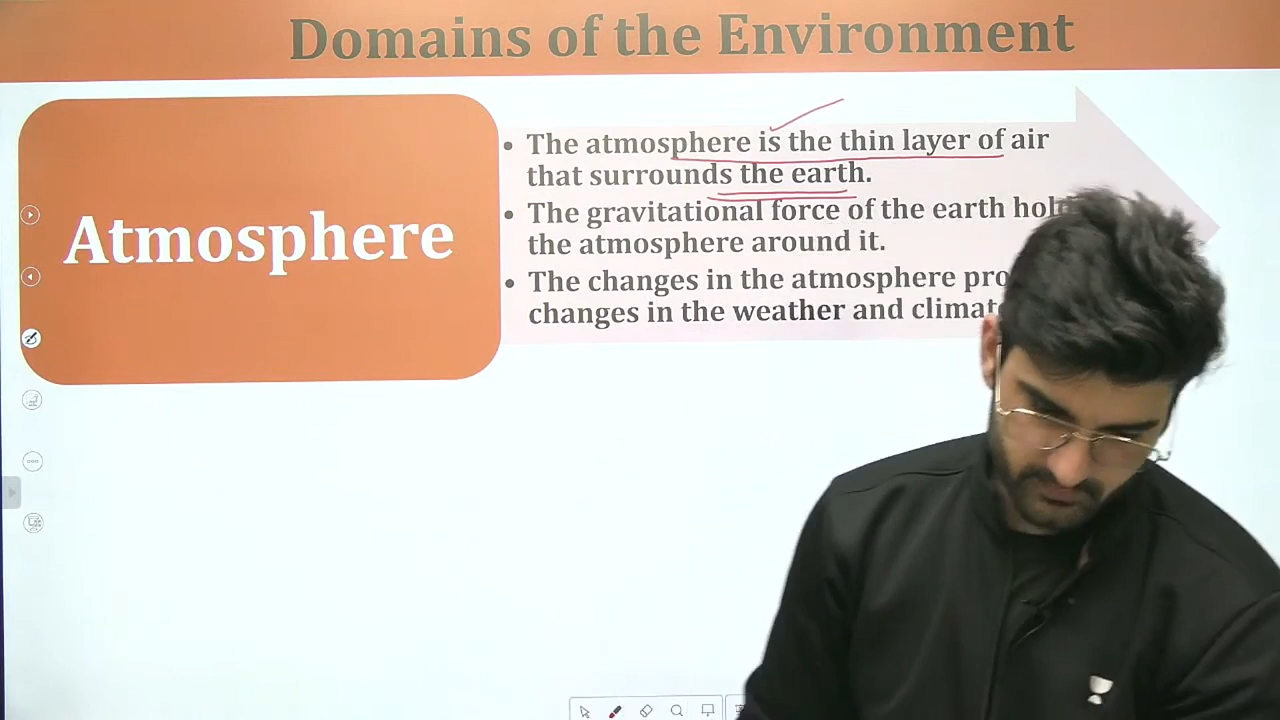 Domains of the Environment
Atmosphere
• The atmosphere is the thin layer of air
that surrounds the earth.
• The gravitational force of the earth
the atmosphere around it.
• The changes in the atmosphere
changes in the weather and